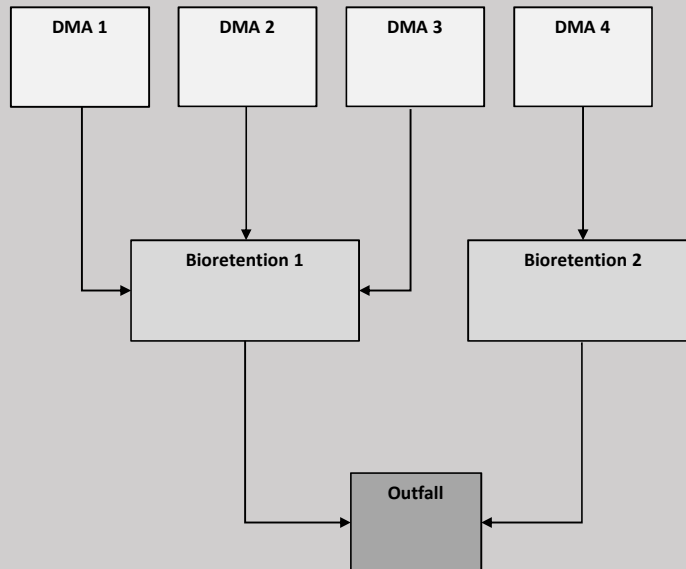 DMA 1
DMA 2
DMA 3
DMA 4
Bioretention 1
Bioretention 2
Outfall